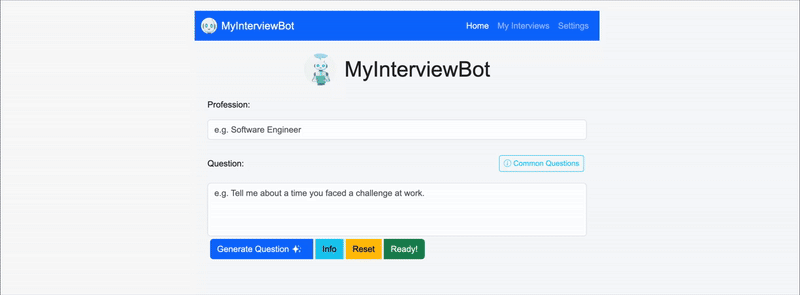 MyInterviewBot Home My Interviews Settings
MyInterviewBot
Profession:
e.g. Software Engineer
Question: Common Questions
e.g. Tell me about a time you faced a challenge at work.
Generate Question Info Reset Ready!